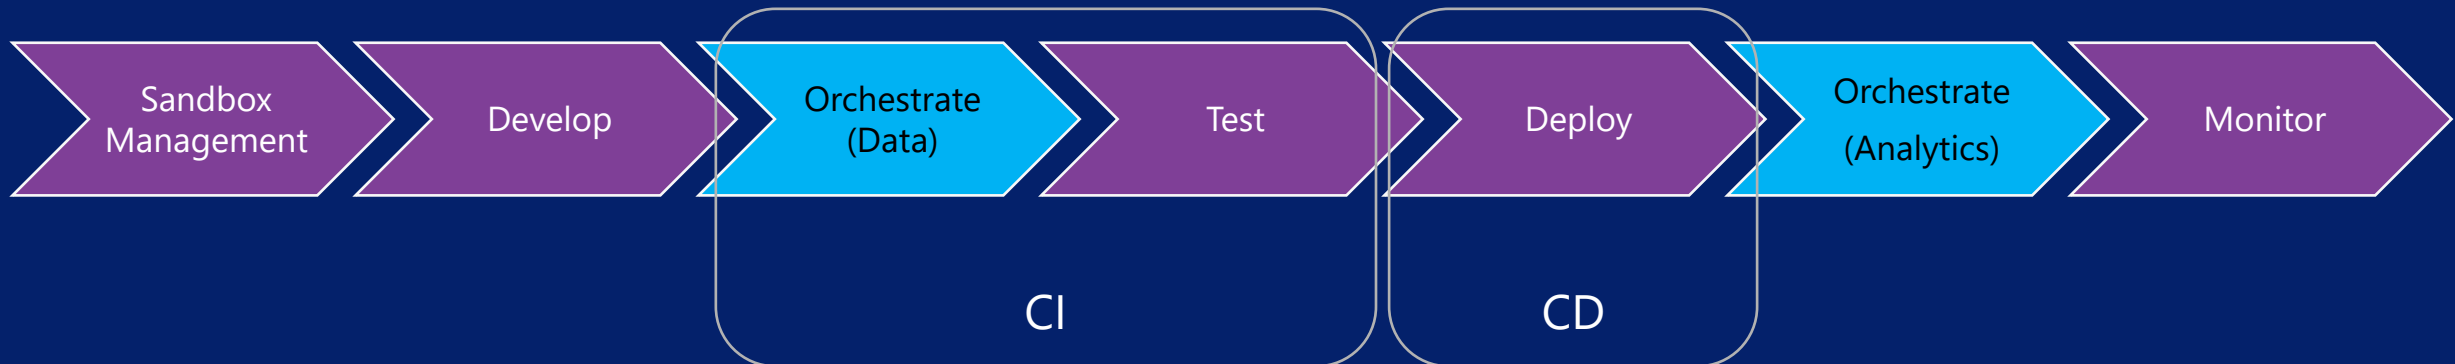 Sandbox
Management
Develop
Orchestrate
(Data)
Test
Deploy
Orchestrate
(Analytics)
Monitor
CI
CD